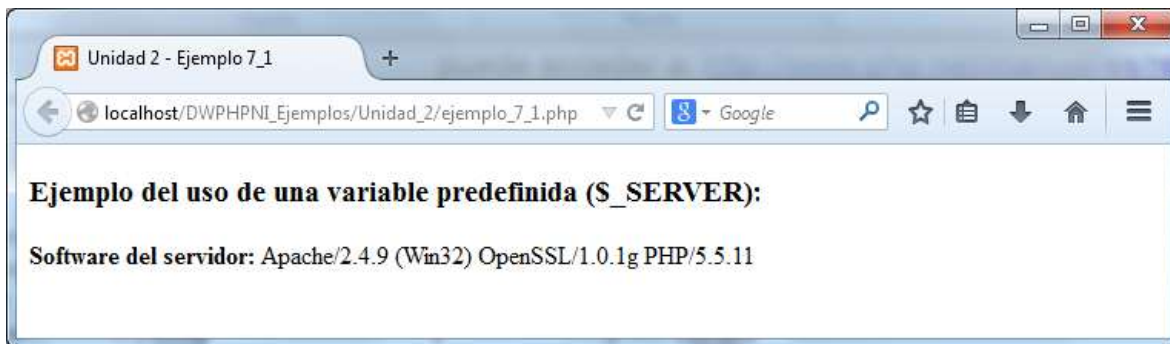 Unidad 2 - Ejemplo 7_1
localhost/DWPHPNI_Ejemplos/Unidad_2/ejemplo_7_1.php
8 Google
Ejemplo del uso de una variable predefinida ($_SERVER):
Software del servidor: Apache/2.4.9 (Win32) OpenSSL/1.0.1g PHP/5.5.11